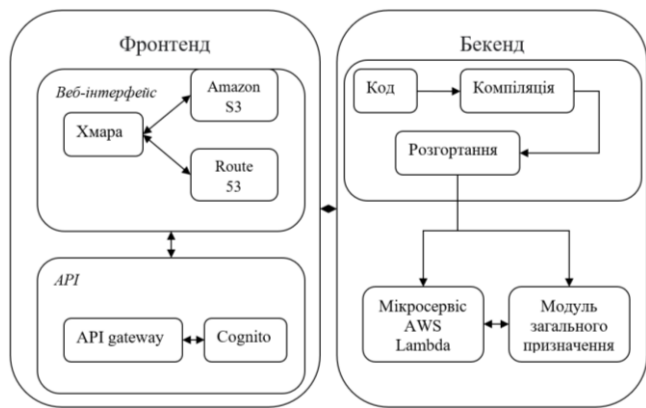 Фронтенд
Веб-інтерфейс
Хмара
Amazon
S3
Route
53
API
API gateway
Cognito
Бекенд
Код
Компіляція
Розгортання
Мікросервіс
AWS
Lambda
Модуль
загального
призначення